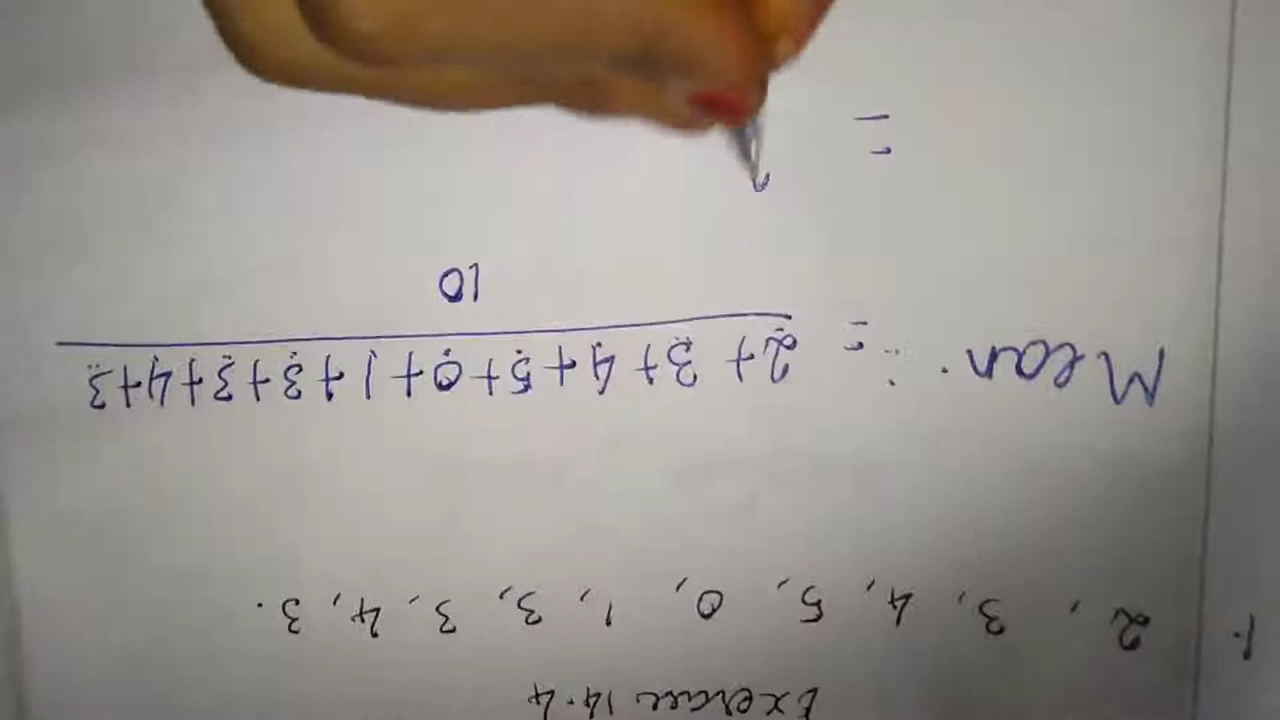 Exercise 14.4
1. 2, 3, 4, 5, 0, 1, 3, 3, 4, 3.
Mean = 2+3+4+5+0+1+3+3+4+3
10
=